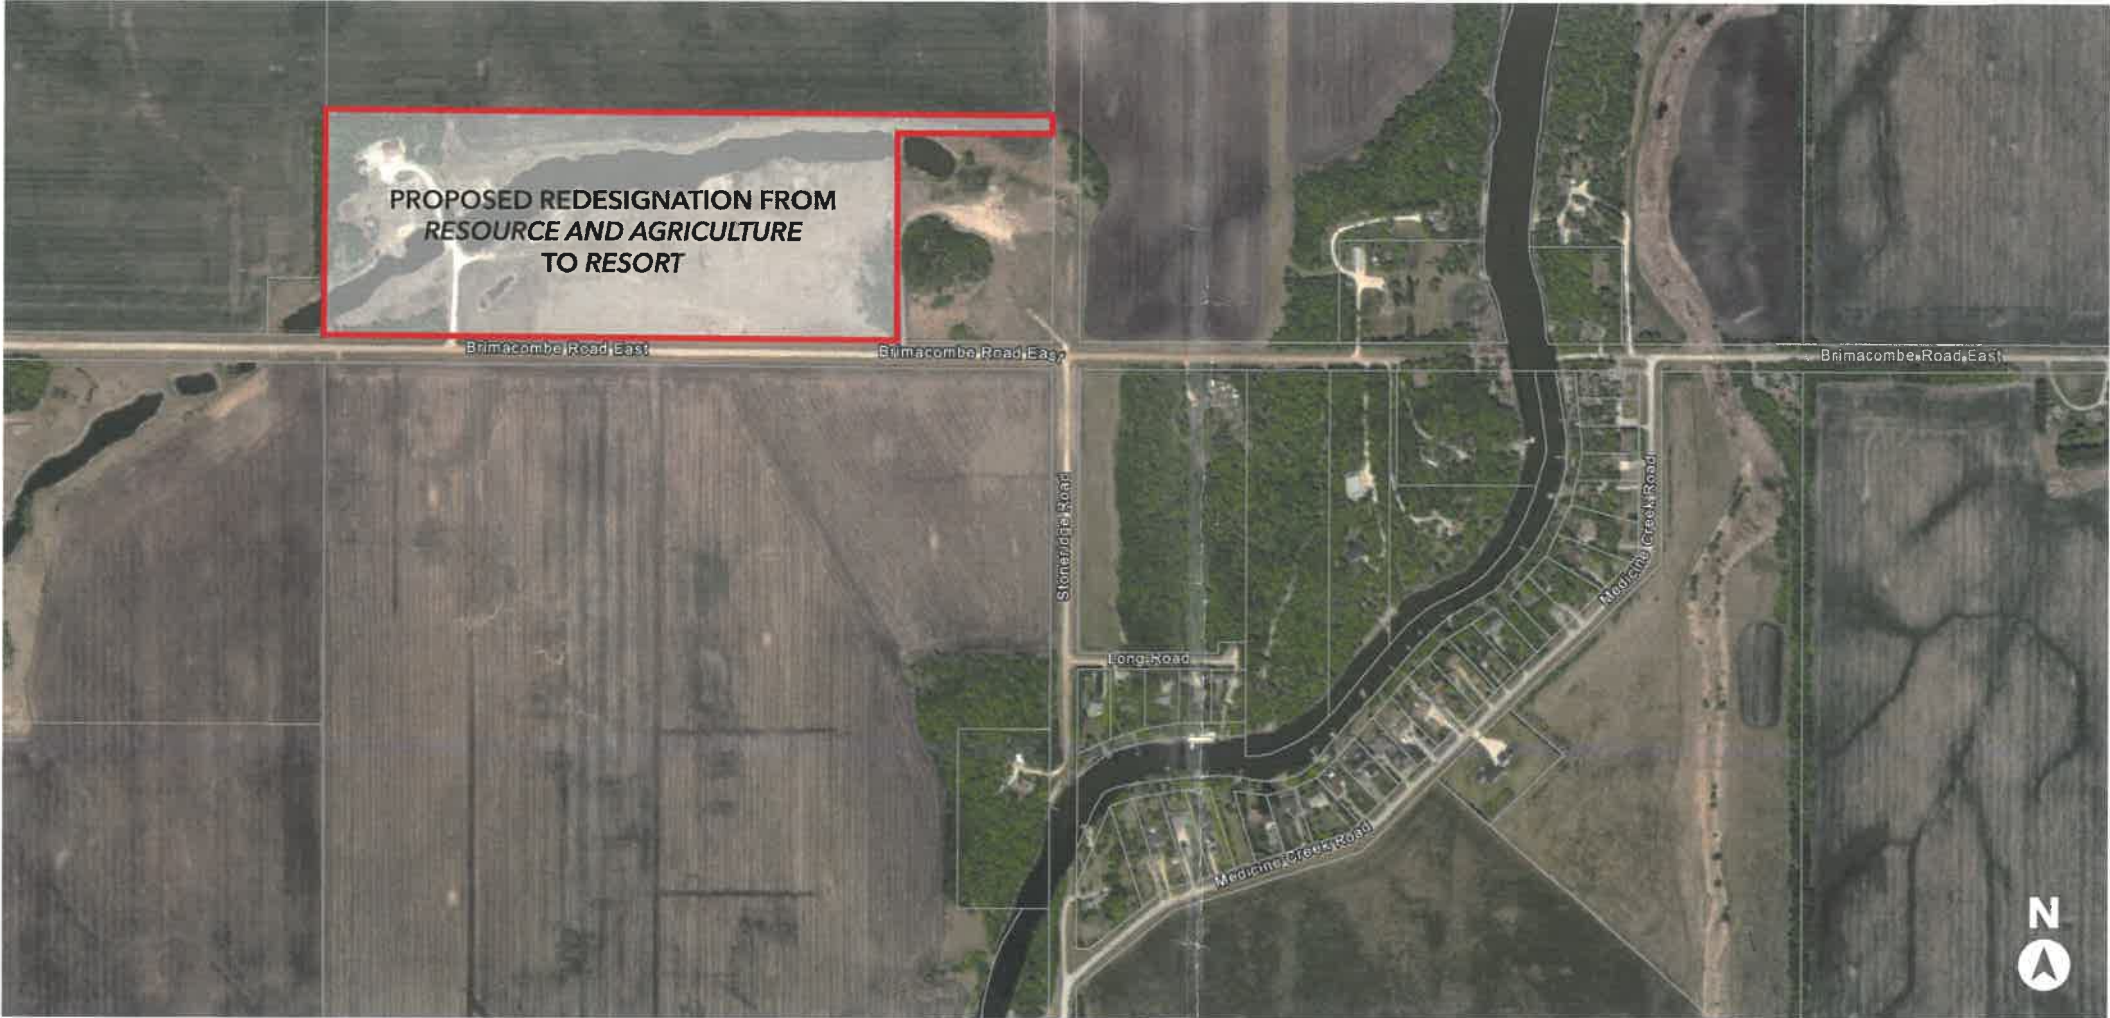 PROPOSED REDESIGNATION FROM
RESOURCE AND AGRICULTURE
TO RESORT
Brimacombe Road East
Brimacombe Road East
Brimacombe Road East
Stoneridge Road
Medicine Creek Road
Long Road
Medicine Creek Road
N